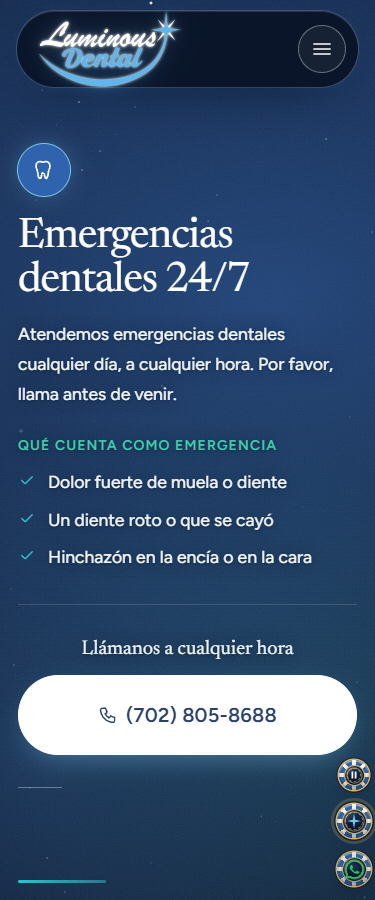 Luminous
Dental
Emergencias
dentales 24/7
Atendemos emergencias dentales
cualquier día, a cualquier hora. Por favor,
llama antes de venir.
QUÉ CUENTA COMO EMERGENCIA
Dolor fuerte de muela o diente
Un diente roto o que se cayó
Hinchazón en la encía o en la cara
Llámanos a cualquier hora
(702) 805-8688